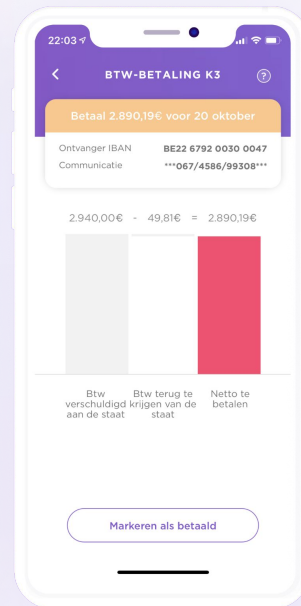 22:03
BTW-BETALING K3
?
Betaal 2.890,19€ voor 20 oktober
Ontvanger IBAN BE22 6792 0030 0047
Communicatie ***067/4586/99308***
2.940,00€ - 49,81€ = 2.890,19€
Btw verschuldigd aan de staat
Btw terug te krijgen van de staat
Netto te betalen
Markeren als betaald